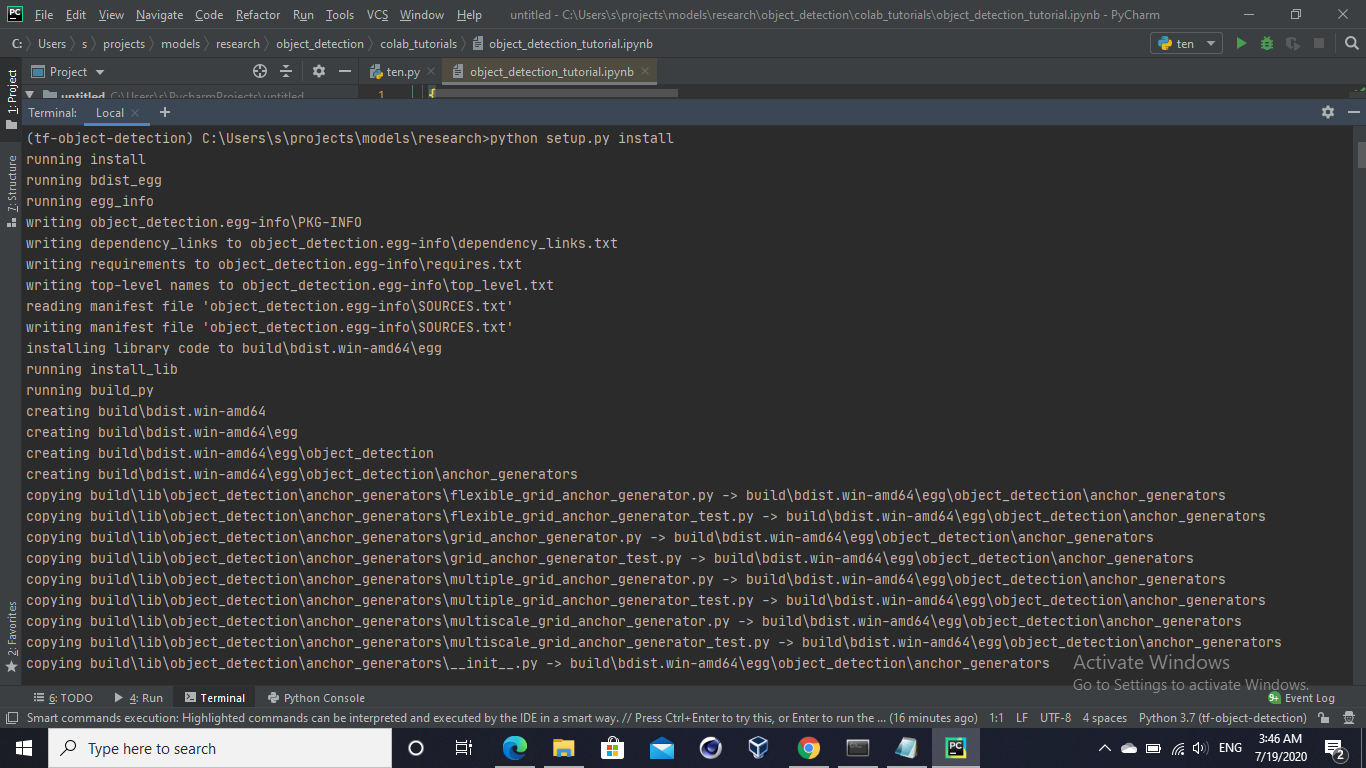 PC File Edit View Navigate Code Refactor Run Tools VCS Window Help untitled - C:\Users\s\projects\models\research\object_detection\colab_tutorials\object_detection_tutorial.ipynb - PyCharm
C: Users s projects models research object_detection colab_tutorials object_detection_tutorial.ipynb ten
1: Project Project ten.py object_detection_tutorial.ipynb
untitled C:\Users\s\PycharmProjects\untitled 1 {
Terminal: Local +
(tf-object-detection) C:\Users\s\projects\models\research>python setup.py install
running install
running bdist_egg
running egg_info
writing object_detection.egg-info\PKG-INFO
writing dependency_links to object_detection.egg-info\dependency_links.txt
writing requirements to object_detection.egg-info\requires.txt
writing top-level names to object_detection.egg-info\top_level.txt
reading manifest file 'object_detection.egg-info\SOURCES.txt'
writing manifest file 'object_detection.egg-info\SOURCES.txt'
installing library code to build\bdist.win-amd64\egg
running install_lib
running build_py
creating build\bdist.win-amd64
creating build\bdist.win-amd64\egg
creating build\bdist.win-amd64\egg\object_detection
creating build\bdist.win-amd64\egg\object_detection\anchor_generators
copying build\lib\object_detection\anchor_generators\flexible_grid_anchor_generator.py -> build\bdist.win-amd64\egg\object_detection\anchor_generators
copying build\lib\object_detection\anchor_generators\flexible_grid_anchor_generator_test.py -> build\bdist.win-amd64\egg\object_detection\anchor_generators
copying build\lib\object_detection\anchor_generators\grid_anchor_generator.py -> build\bdist.win-amd64\egg\object_detection\anchor_generators
copying build\lib\object_detection\anchor_generators\grid_anchor_generator_test.py -> build\bdist.win-amd64\egg\object_detection\anchor_generators
copying build\lib\object_detection\anchor_generators\multiple_grid_anchor_generator.py -> build\bdist.win-amd64\egg\object_detection\anchor_generators
copying build\lib\object_detection\anchor_generators\multiple_grid_anchor_generator_test.py -> build\bdist.win-amd64\egg\object_detection\anchor_generators
copying build\lib\object_detection\anchor_generators\multiscale_grid_anchor_generator.py -> build\bdist.win-amd64\egg\object_detection\anchor_generators
copying build\lib\object_detection\anchor_generators\multiscale_grid_anchor_generator_test.py -> build\bdist.win-amd64\egg\object_detection\anchor_generators
copying build\lib\object_detection\anchor_generators\__init__.py -> build\bdist.win-amd64\egg\object_detection\anchor_generators
7: Structure
2: Favorites
Activate Windows
Go to Settings to activate Windows.
6: TODO 4: Run Terminal Python Console 9+ Event Log
Smart commands execution: Highlighted commands can be interpreted and executed by the IDE in a smart way. // Press Ctrl+Enter to try this, or Enter to run the ... (16 minutes ago) 1:1 LF UTF-8 4 spaces Python 3.7 (tf-object-detection)
Type here to search PC ENG 3:46 AM 2
7/19/2020